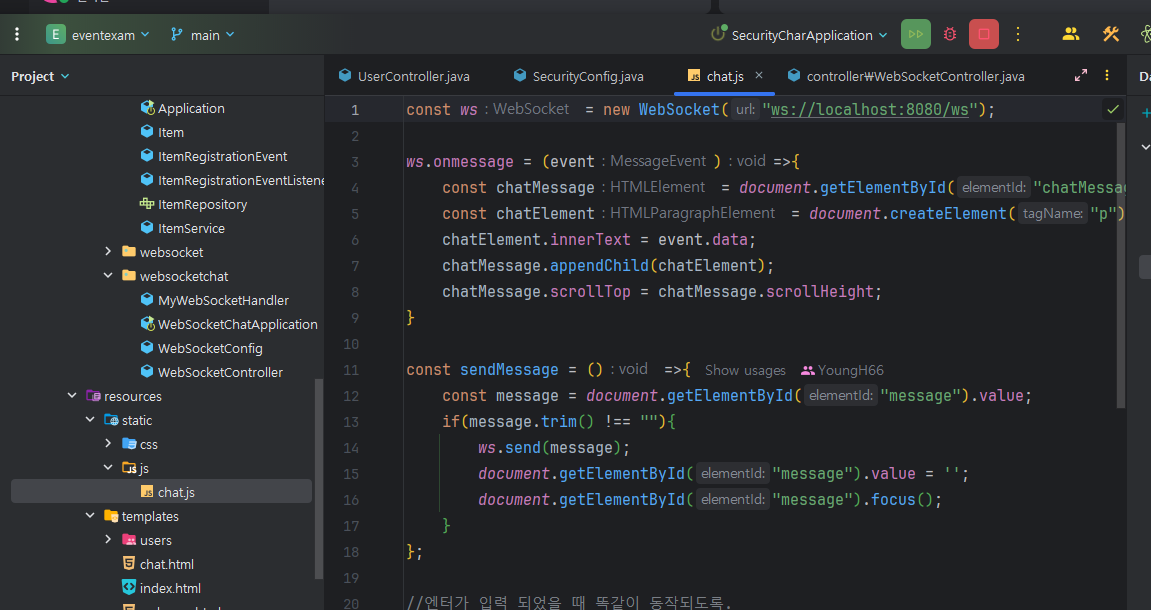 E eventexam main SecurityCharApplication
Project UserController.java SecurityConfig.java chat.js controller₩WebSocketController.java Da
Application
Item
ItemRegistrationEvent
ItemRegistrationEventListene
ItemRepository
ItemService
websocket
websocketchat
MyWebSocketHandler
WebSocketChatApplication
WebSocketConfig
WebSocketController
resources
static
css
js
chat.js
templates
users
chat.html
index.html
1 const ws : WebSocket = new WebSocket( url: "ws://localhost:8080/ws");
2
3 ws.onmessage = (event : MessageEvent ) : void =>{
4 const chatMessage : HTMLElement = document.getElementById( elementId: "chatMessa
5 const chatElement : HTMLParagraphElement = document.createElement( tagName: "p")
6 chatElement.innerText = event.data;
7 chatMessage.appendChild(chatElement);
8 chatMessage.scrollTop = chatMessage.scrollHeight;
9 }
10
11 const sendMessage = () : void =>{ Show usages YoungH66
12 const message = document.getElementById( elementId: "message").value;
13 if(message.trim() !== ""){
14 ws.send(message);
15 document.getElementById( elementId: "message").value = '';
16 document.getElementById( elementId: "message").focus();
17 }
18 };
19
20 //엔터가 입력 되었을 때 똑같이 동작되도록.